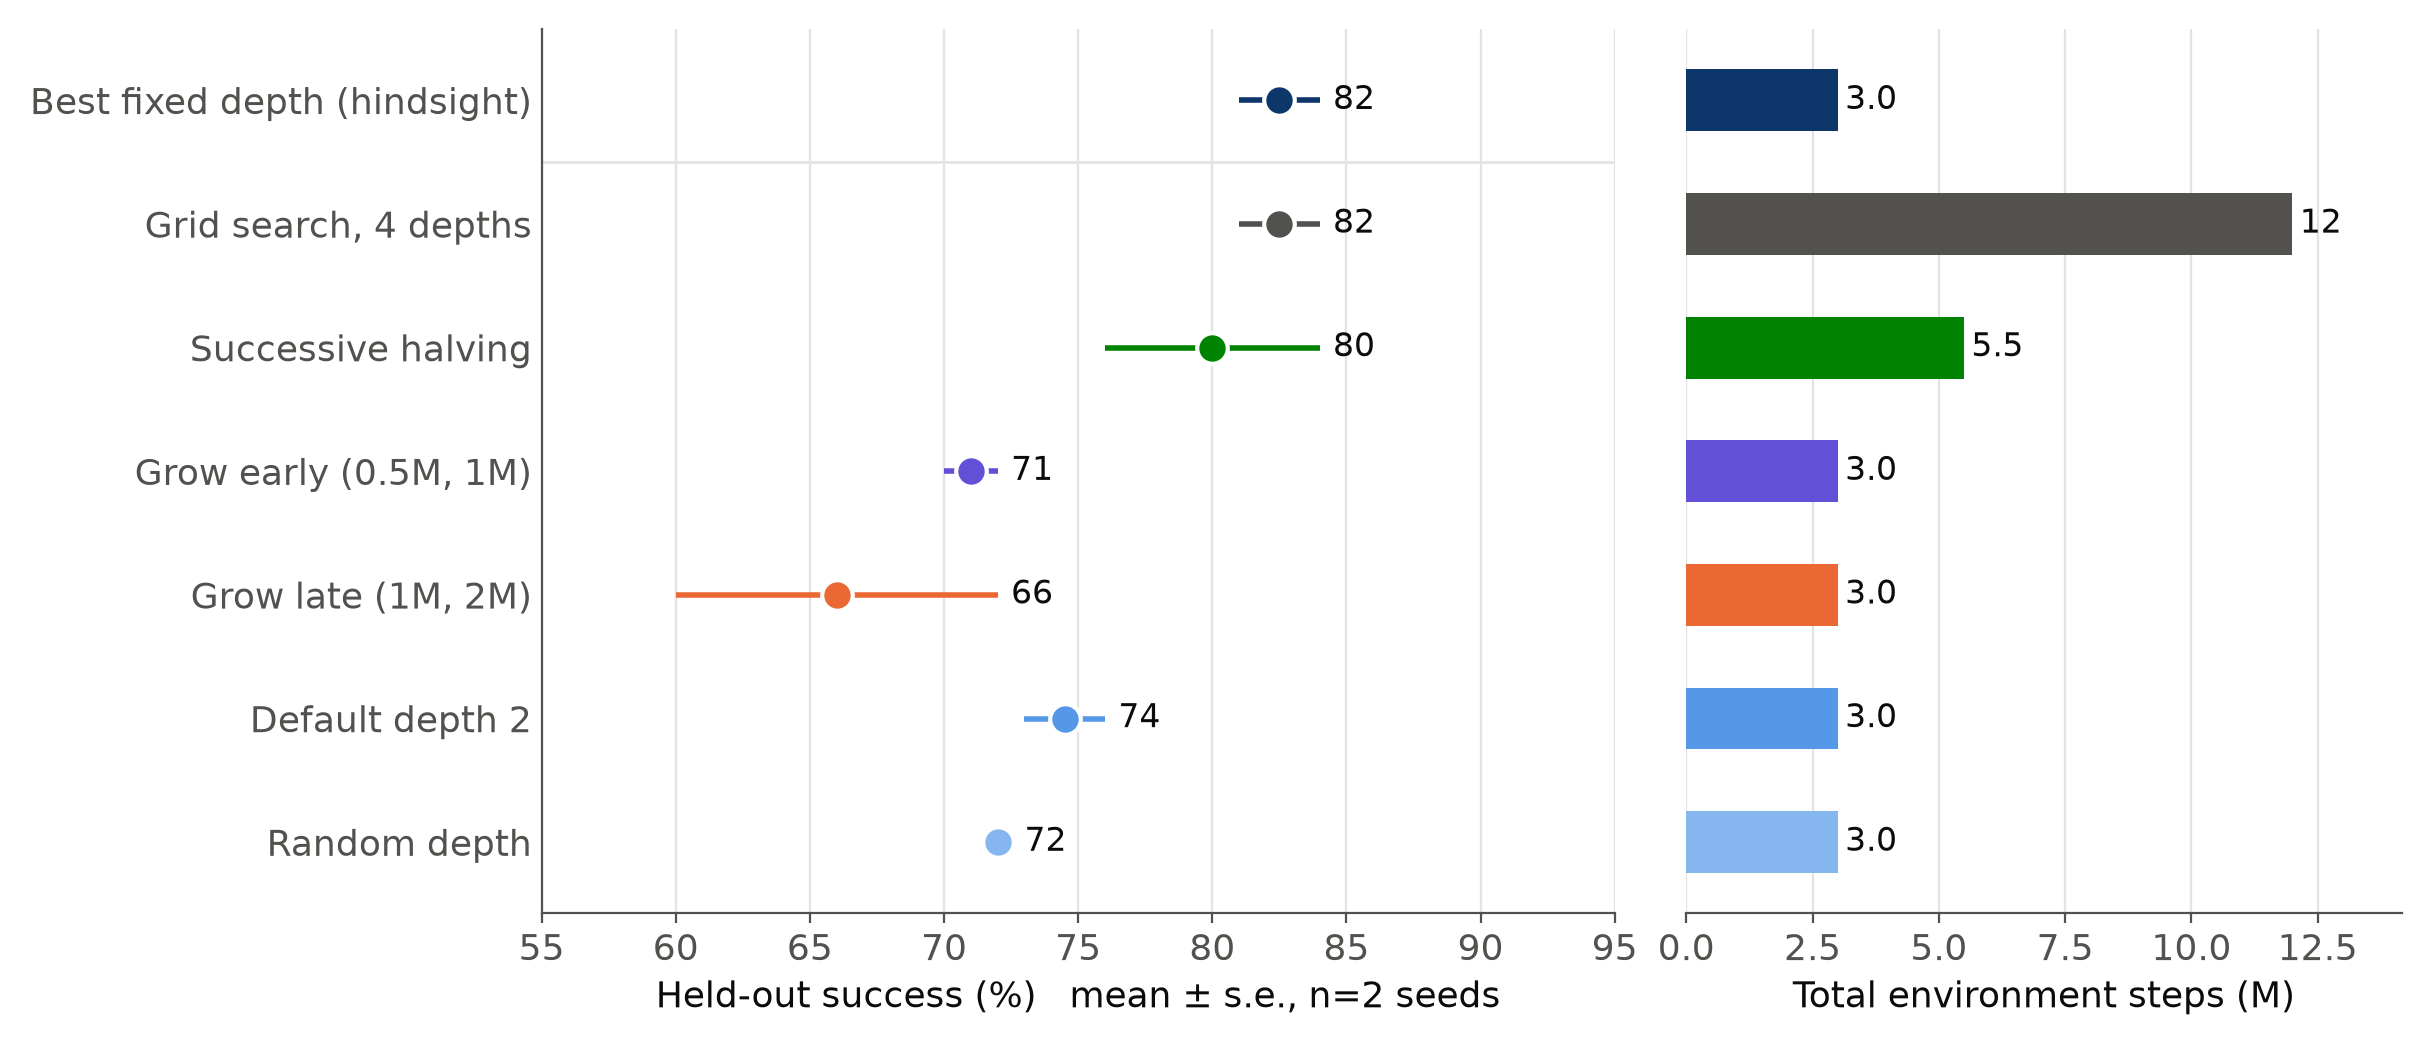 Best fixed depth (hindsight) 82 3.0
Grid search, 4 depths 82 12
Successive halving 80 5.5
Grow early (0.5M, 1M) 71 3.0
Grow late (1M, 2M) 66 3.0
Default depth 2 74 3.0
Random depth 72 3.0
55 60 65 70 75 80 85 90 95 0.0 2.5 5.0 7.5 10.0 12.5
Held-out success (%) mean ± s.e., n=2 seeds Total environment steps (M)